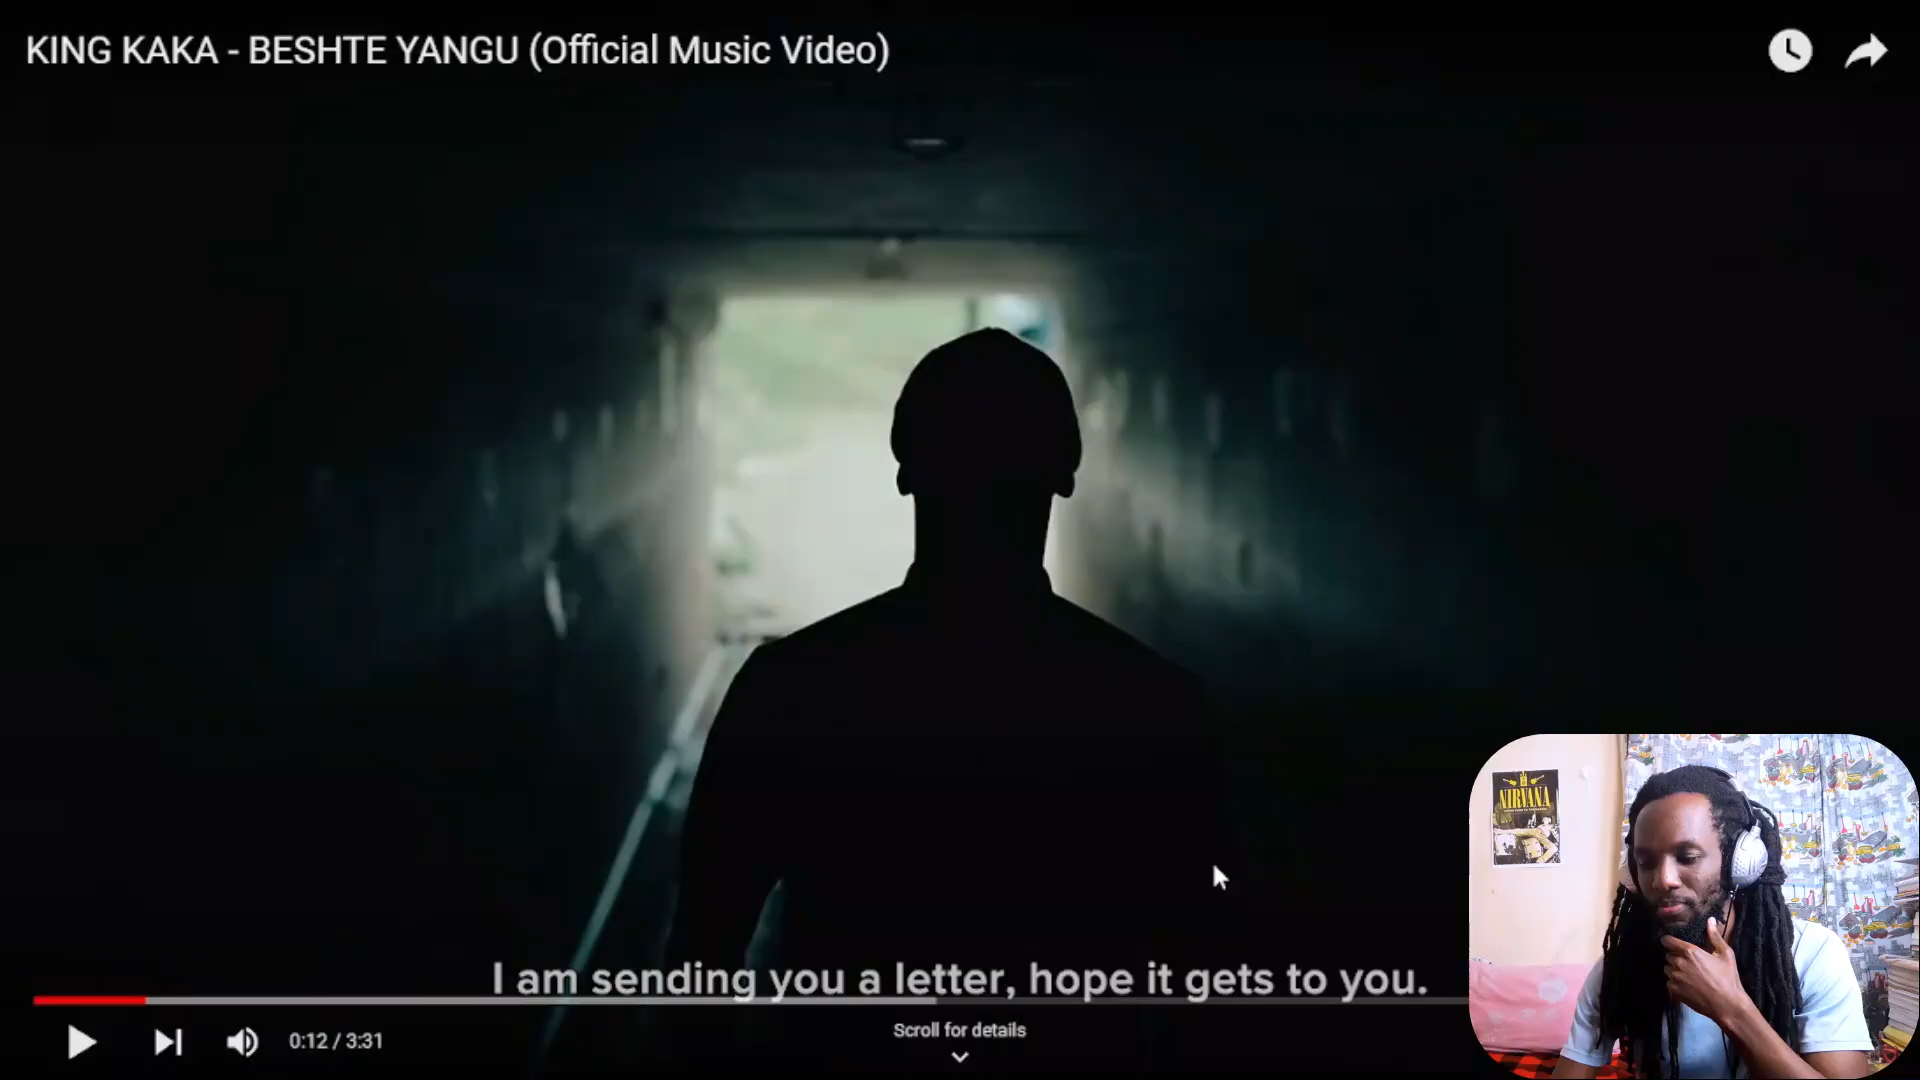 KING KAKA - BESHTE YANGU (Official Music Video)
NIRVANA
I am sending you a letter, hope it gets to you.
0:12 / 3:31
Scroll for details